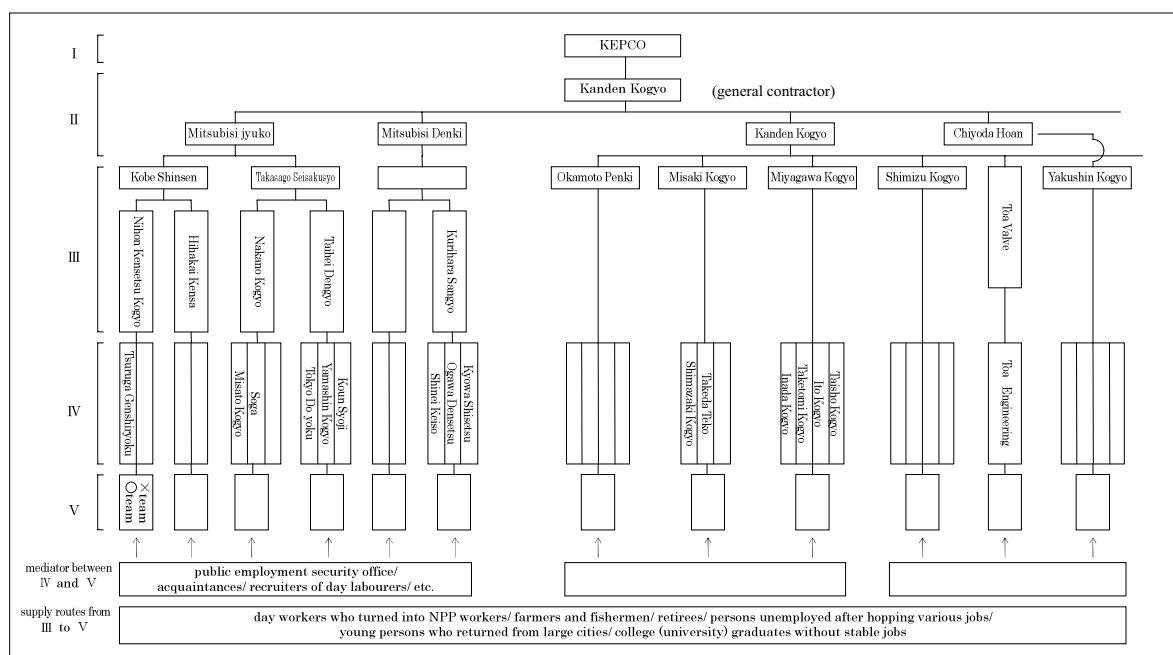 I
KEPCO
Kanden Kogyo
(general contractor)
II
Mitsubisi jyuko
Mitsubisi Denki
Kanden Kogyo
Chiyoda Hoan
Kobe Shinsen
Takasago Seisakusyo
Okamoto Penki
Misaki Kogyo
Miyagawa Kogyo
Shimizu Kogyo
Yakushin Kogyo
III
Nihon Kensetsu Kogyo
Hihakai Kensa
Nakano Kogyo
Taihei Dengyo
Kurihara Sangyo
Toa Valve
IV
Tsuruga Genshiryoku
Soga
Misato Kogyo
Koun Syoji
Yamashin Kogyo
Tokyo Do yoku
Kyowa Shisetsu
Ogawa Densetsu
Shinei Keiso
Takeda Teko
Shimazaki Kogyo
Taisho Kogyo
Ito Kogyo
Taketomi Kogyo
Inada Kogyo
Toa Engineering
V
×team
○team
mediator between
IV and V
public employment security office/
acquaintances/ recruiters of day labourers/ etc.
supply routes from
III to V
day workers who turned into NPP workers/ farmers and fishermen/ retirees/ persons unemployed after hopping various jobs/
young persons who returned from large cities/ college (university) graduates without stable jobs